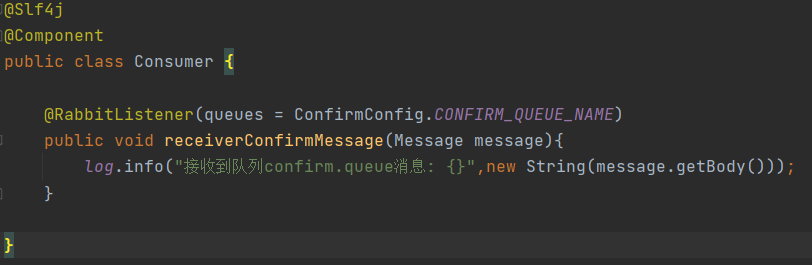 @Slf4j
@Component
public class Consumer {
@RabbitListener(queues = ConfirmConfig.CONFIRM_QUEUE_NAME)
public void receiverConfirmMessage(Message message){
log.info("接收到队列confirm.queue消息: {}",new String(message.getBody()));
}
}